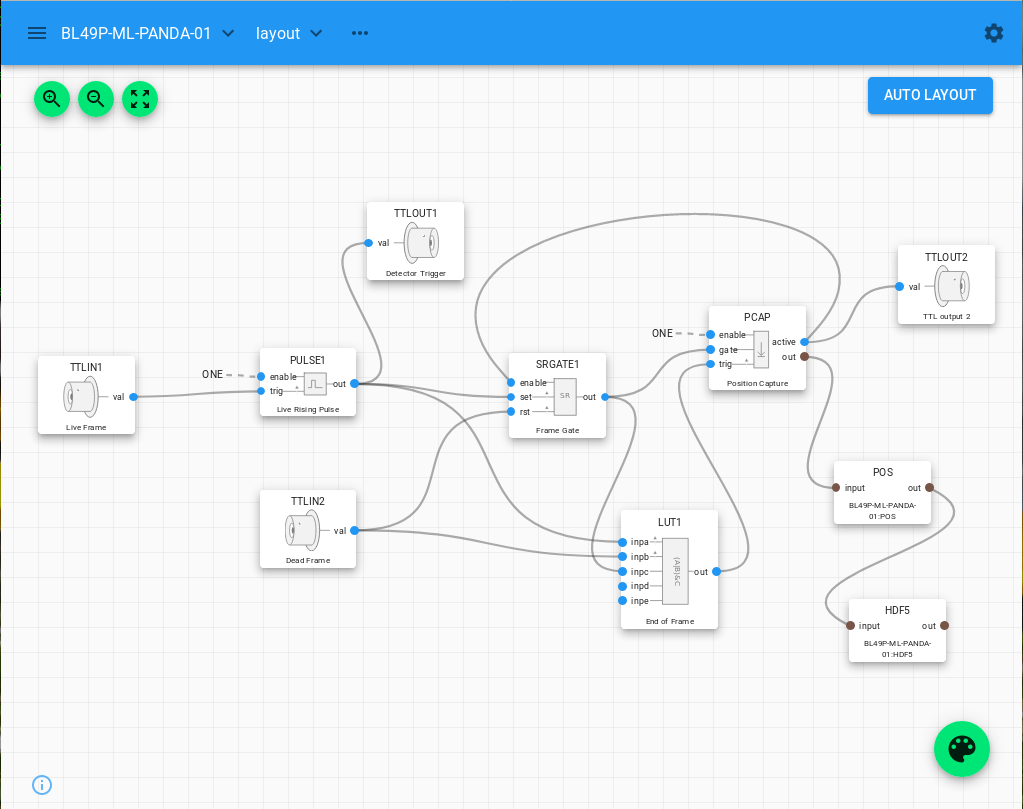 BL49P-ML-PANDA-01
layout
AUTO LAYOUT
TTLOUT1
val
Detector Trigger
TTLOUT2
val
TTL output 2
PCAP
ONE
enable
gate
trig
active
out
Position Capture
TTLIN1
val
Live Frame
PULSE1
ONE
enable
trig
out
Live Rising Pulse
SRGATE1
enable
set
rst
SR
out
Frame Gate
TTLIN2
val
Dead Frame
LUT1
inpa
inpb
inpc
inpd
inpe
(A|B)&C
out
End of Frame
POS
input
out
BL49P-ML-PANDA-
01:POS
HDF5
input
out
BL49P-ML-PANDA-
01:HDF5